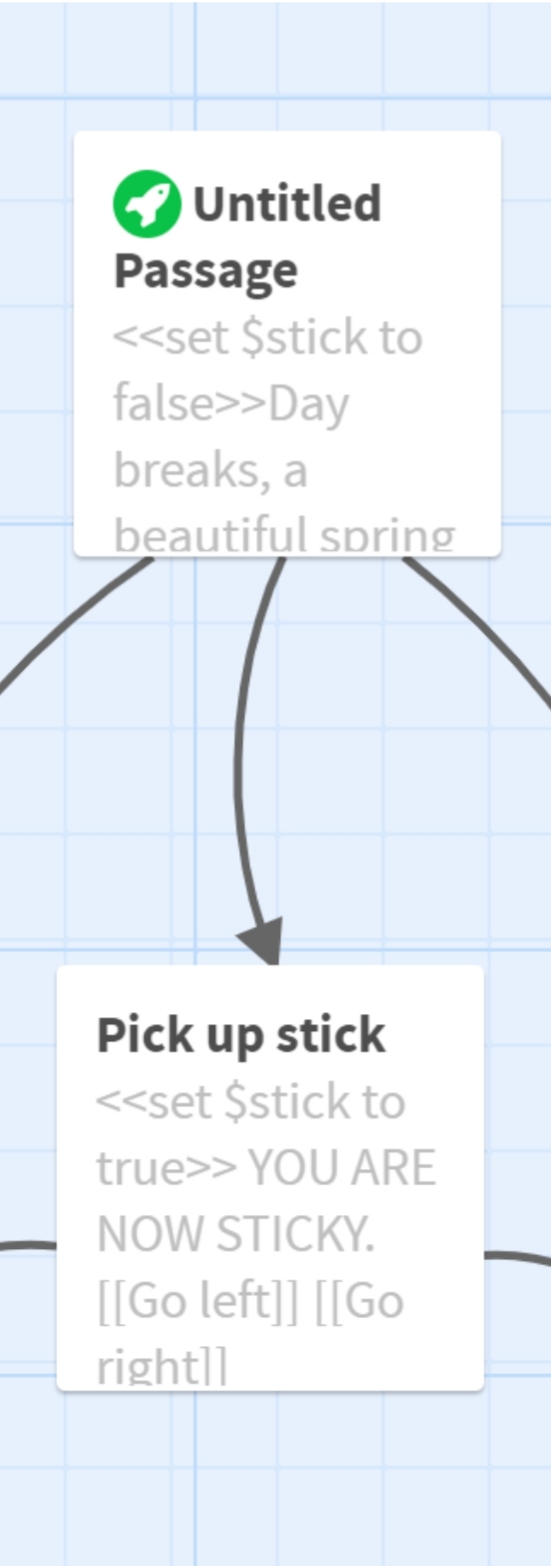 Untitled
Passage
<<set $stick to
false>>Day
breaks, a
beautiful spring
Pick up stick
<<set $stick to
true>> YOU ARE
NOW STICKY.
[[Go left]] [[Go
right]]